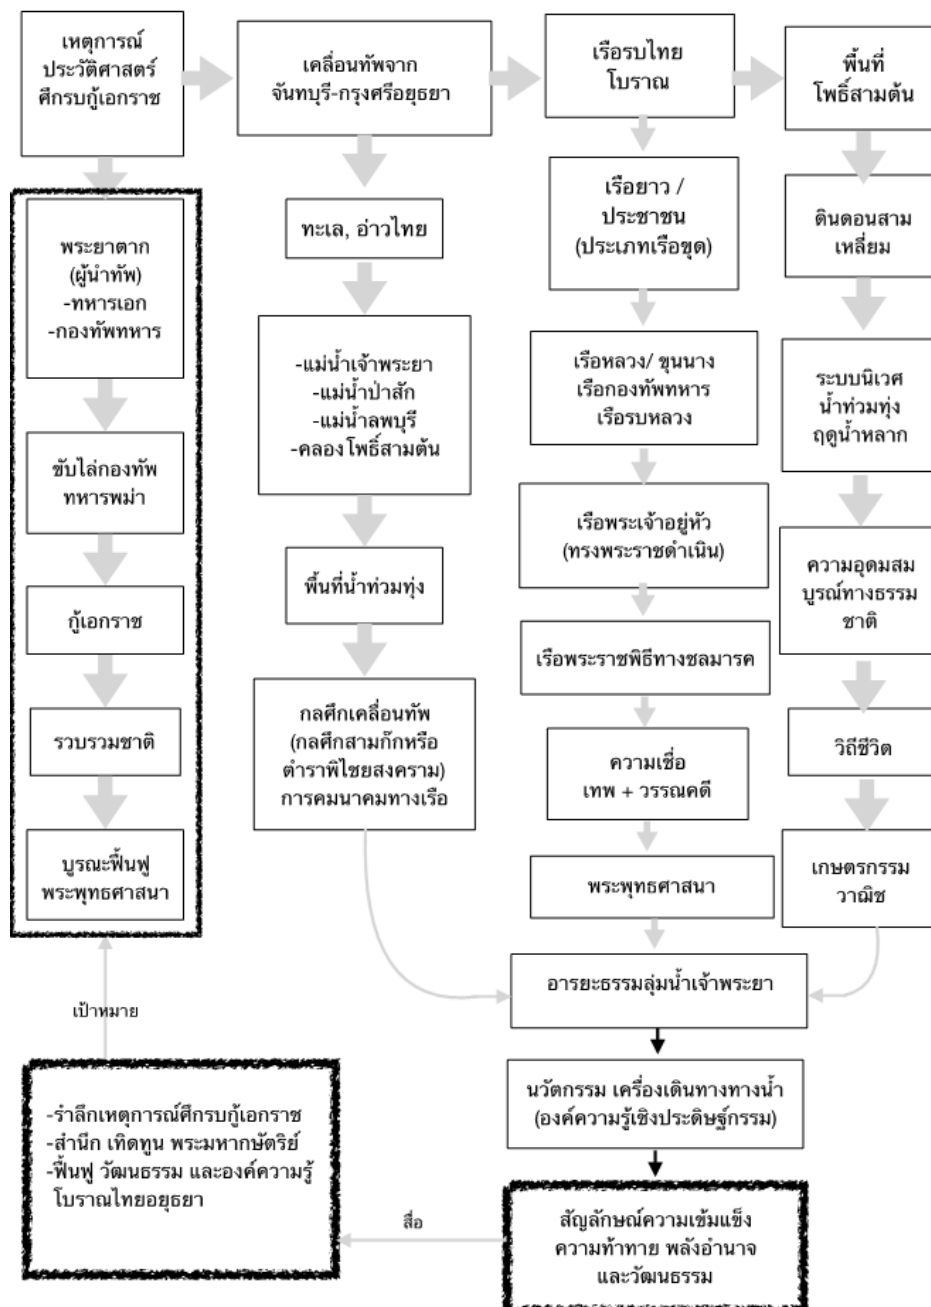 เหตุการณ์
ประวัติศาสตร์
ศึกรบกู้เอกราช
เคลื่อนทัพจาก
จันทบุรี-กรุงศรีอยุธยา
เรือรบไทย
โบราณ
พื้นที่
โพธิ์สามต้น
พระยาตาก
(ผู้นำทัพ)
-ทหารเอก
-กองทัพทหาร
ขับไล่กองทัพ
ทหารพม่า
กู้เอกราช
รวบรวมชาติ
บูรณะฟื้นฟู
พระพุทธศาสนา
ทะเล, อ่าวไทย
-แม่น้ำเจ้าพระยา
-แม่น้ำป่าสัก
-แม่น้ำลพบุรี
-คลองโพธิ์สามต้น
พื้นที่น้ำท่วมทุ่ง
กลศึกเคลื่อนทัพ
(กลศึกสามก๊กหรือ
ตำราพิไชยสงคราม)
การคมนาคมทางเรือ
เรือยาว /
ประชาชน
(ประเภทเรือขุด)
เรือหลวง/ ขุนนาง
เรือกองทัพทหาร
เรือรบหลวง
เรือพระเจ้าอยู่หัว
(ทรงพระราชดำเนิน)
เรือพระราชพิธีทางชลมารค
ความเชื่อ
เทพ + วรรณคดี
พระพุทธศาสนา
ดินดอนสาม
เหลี่ยม
ระบบนิเวศ
น้ำท่วมทุ่ง
ฤดูน้ำหลาก
ความอุดมสม
บูรณ์ทางธรรม
ชาติ
วิถีชีวิต
เกษตรกรรม
วาณิช
อารยะธรรมลุ่มน้ำเจ้าพระยา
นวัตกรรม เครื่องเดินทางทางน้ำ
(องค์ความรู้เชิงประดิษฐ์กรรม)
สัญลักษณ์ความเข้มแข็ง
ความท้าทาย พลังอำนาจ
และวัฒนธรรม
สื่อ
-รำลึกเหตุการณ์ศึกรบกู้เอกราช
-สำนึก เทิดทูน พระมหากษัตริย์
-ฟื้นฟู วัฒนธรรม และองค์ความรู้
โบราณไทยอยุธยา
เป้าหมาย